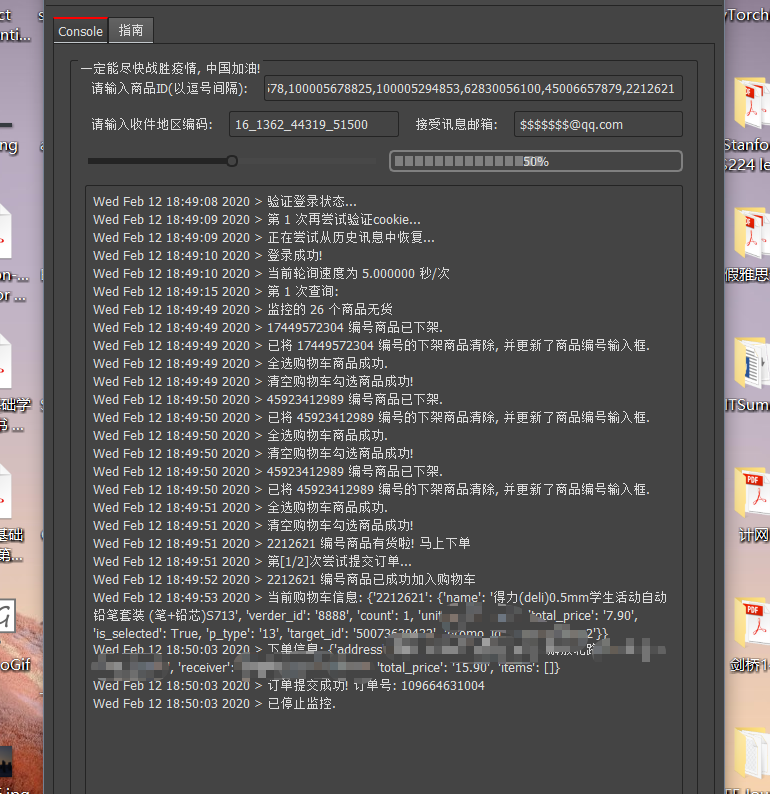 Console
指南
一定能尽快战胜疫情, 中国加油!
请输入商品ID(以逗号间隔):
578,100005678825,100005294853,62830056100,45006657879,2212621
请输入收件地区编码:
16_1362_44319_51500
接受讯息邮箱:
$$$$$$$@qq.com
50%
Wed Feb 12 18:49:08 2020 > 验证登录状态...
Wed Feb 12 18:49:09 2020 > 第 1 次再尝试验证cookie...
Wed Feb 12 18:49:09 2020 > 正在尝试从历史讯息中恢复...
Wed Feb 12 18:49:10 2020 > 登录成功!
Wed Feb 12 18:49:10 2020 > 当前轮询速度为 5.000000 秒/次
Wed Feb 12 18:49:15 2020 > 第 1 次查询:
Wed Feb 12 18:49:49 2020 > 监控的 26 个商品无货
Wed Feb 12 18:49:49 2020 > 17449572304 编号商品已下架.
Wed Feb 12 18:49:49 2020 > 已将 17449572304 编号的下架商品清除, 并更新了商品编号输入框.
Wed Feb 12 18:49:49 2020 > 全选购物车商品成功.
Wed Feb 12 18:49:49 2020 > 清空购物车勾选商品成功!
Wed Feb 12 18:49:50 2020 > 45923412989 编号商品已下架.
Wed Feb 12 18:49:50 2020 > 已将 45923412989 编号的下架商品清除, 并更新了商品编号输入框.
Wed Feb 12 18:49:50 2020 > 全选购物车商品成功.
Wed Feb 12 18:49:50 2020 > 清空购物车勾选商品成功!
Wed Feb 12 18:49:50 2020 > 45923412989 编号商品已下架.
Wed Feb 12 18:49:50 2020 > 已将 45923412989 编号的下架商品清除, 并更新了商品编号输入框.
Wed Feb 12 18:49:51 2020 > 全选购物车商品成功.
Wed Feb 12 18:49:51 2020 > 清空购物车勾选商品成功!
Wed Feb 12 18:49:51 2020 > 2212621 编号商品有货啦! 马上下单
Wed Feb 12 18:49:51 2020 > 第[1/2]次尝试提交订单...
Wed Feb 12 18:49:52 2020 > 2212621 编号商品已成功加入购物车
Wed Feb 12 18:49:53 2020 > 当前购物车信息: {'2212621': {'name': '得力(deli)0.5mm学生活动自动
铅笔套装 (笔+铅芯)S713', 'verder_id': '8888', 'count': 1, 'unit 'total_price': '7.90',
'is_selected': True, 'p_type': '13', 'target_id': 2'}}
Wed Feb 12 18:50:03 2020 > 下单信息: {'address
', 'receiver': 'total_price': '15.90', 'items': []}
Wed Feb 12 18:50:03 2020 > 订单提交成功! 订单号: 109664631004
Wed Feb 12 18:50:03 2020 > 已停止监控.
yTorch
Stanfo
S224 le
假雅思
ITSum
PDF
计网
PDF
剑桥1
oGif